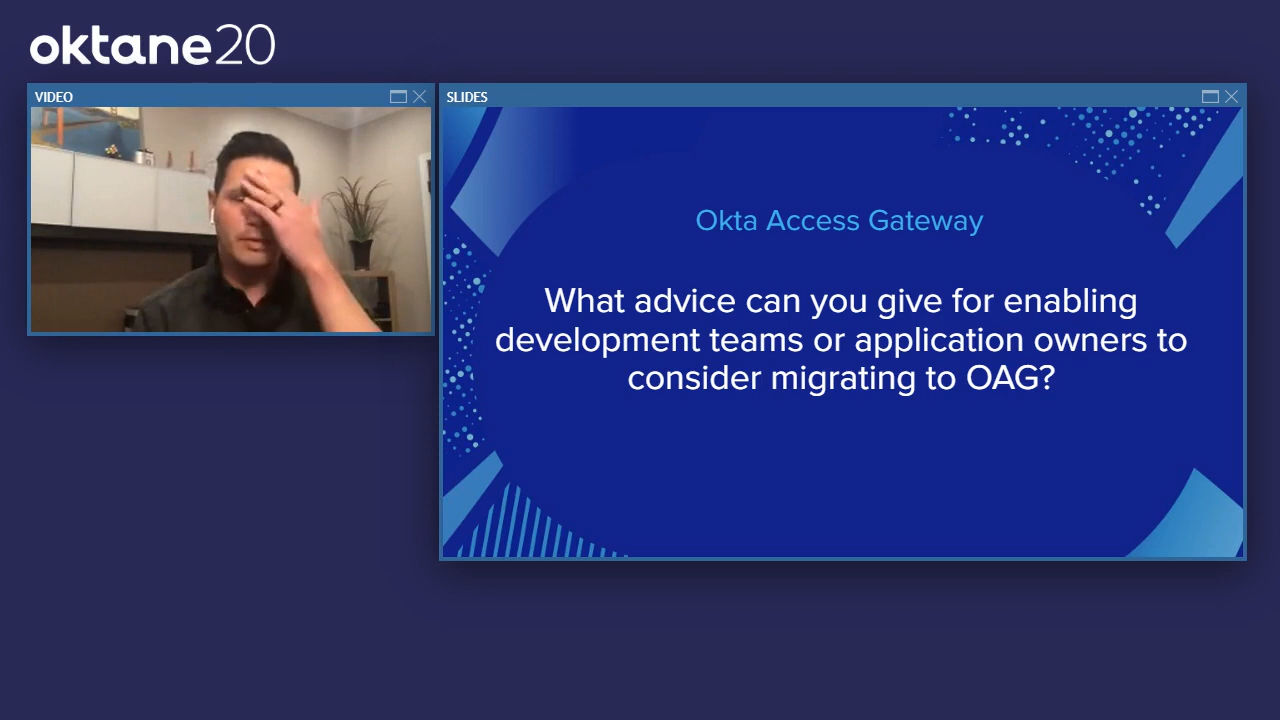 oktane20
VIDEO
SLIDES
Okta Access Gateway
What advice can you give for enabling
development teams or application owners to
consider migrating to OAG?